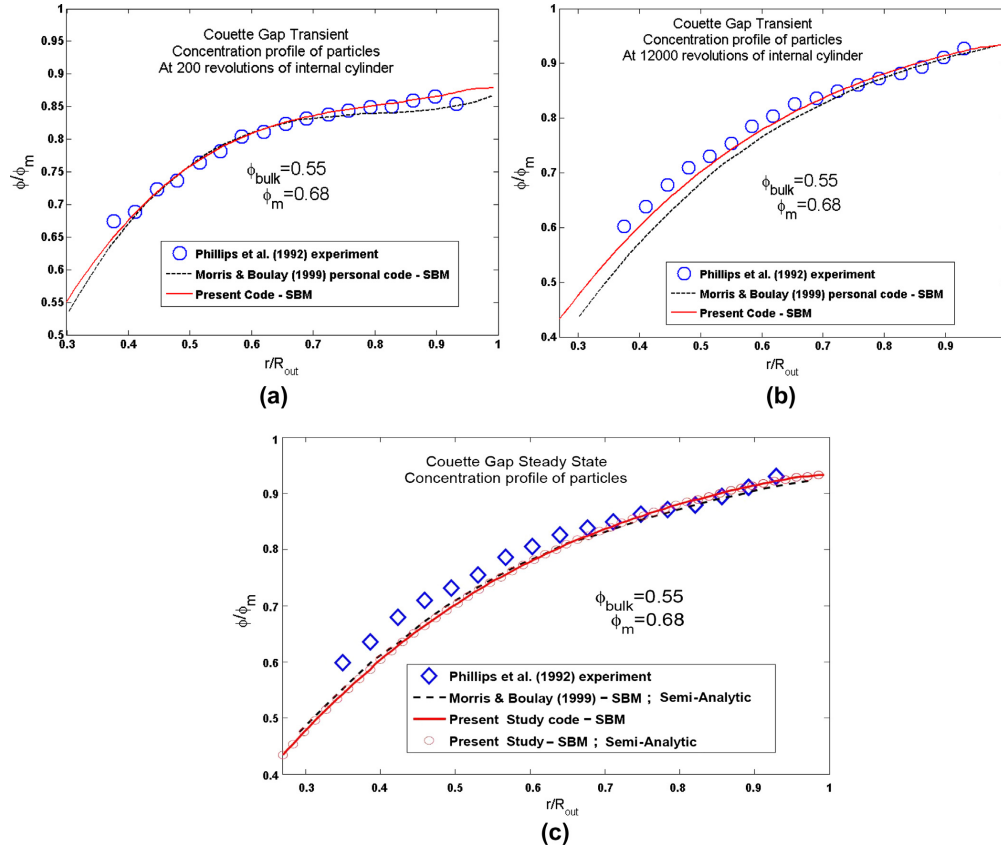 Couette Gap Transient
Concentration profile of particles
At 200 revolutions of internal cylinder
ϕ/ϕm
1
0.95
0.9
0.85
0.8
0.75
0.7
0.65
0.6
0.55
0.5
ϕbulk=0.55
ϕm=0.68
Phillips et al. (1992) experiment
Morris & Boulay (1999) personal code - SBM
Present Code - SBM
0.3 0.4 0.5 0.6 0.7 0.8 0.9 1
r/Rout
(a)
Couette Gap Transient
Concentration profile of particles
At 12000 revolutions of internal cylinder
ϕ/ϕm
1
0.9
0.8
0.7
0.6
0.5
0.4
ϕbulk=0.55
ϕm=0.68
Phillips et al. (1992) experiment
Morris & Boulay (1999) personal code - SBM
Present Code - SBM
0.3 0.4 0.5 0.6 0.7 0.8 0.9
r/Rout
(b)
Couette Gap Steady State
Concentration profile of particles
ϕ/ϕm
1
0.9
0.8
0.7
0.6
0.5
0.4
ϕbulk=0.55
ϕm=0.68
Phillips et al. (1992) experiment
Morris & Boulay (1999) – SBM ; Semi-Analytic
Present Study code – SBM
Present Study – SBM ; Semi-Analytic
0.3 0.4 0.5 0.6 0.7 0.8 0.9 1
r/Rout
(c)